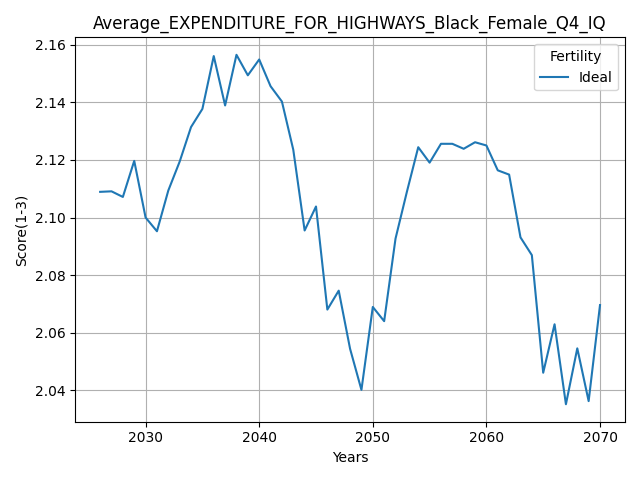 Average_EXPENDITURE_FOR_HIGHWAYS_Black_Female_Q4_IQ
Fertility
Ideal
2.16
2.14
2.12
2.10
2.08
2.06
2.04
Score(1-3)
2030 2040 2050 2060 2070
Years